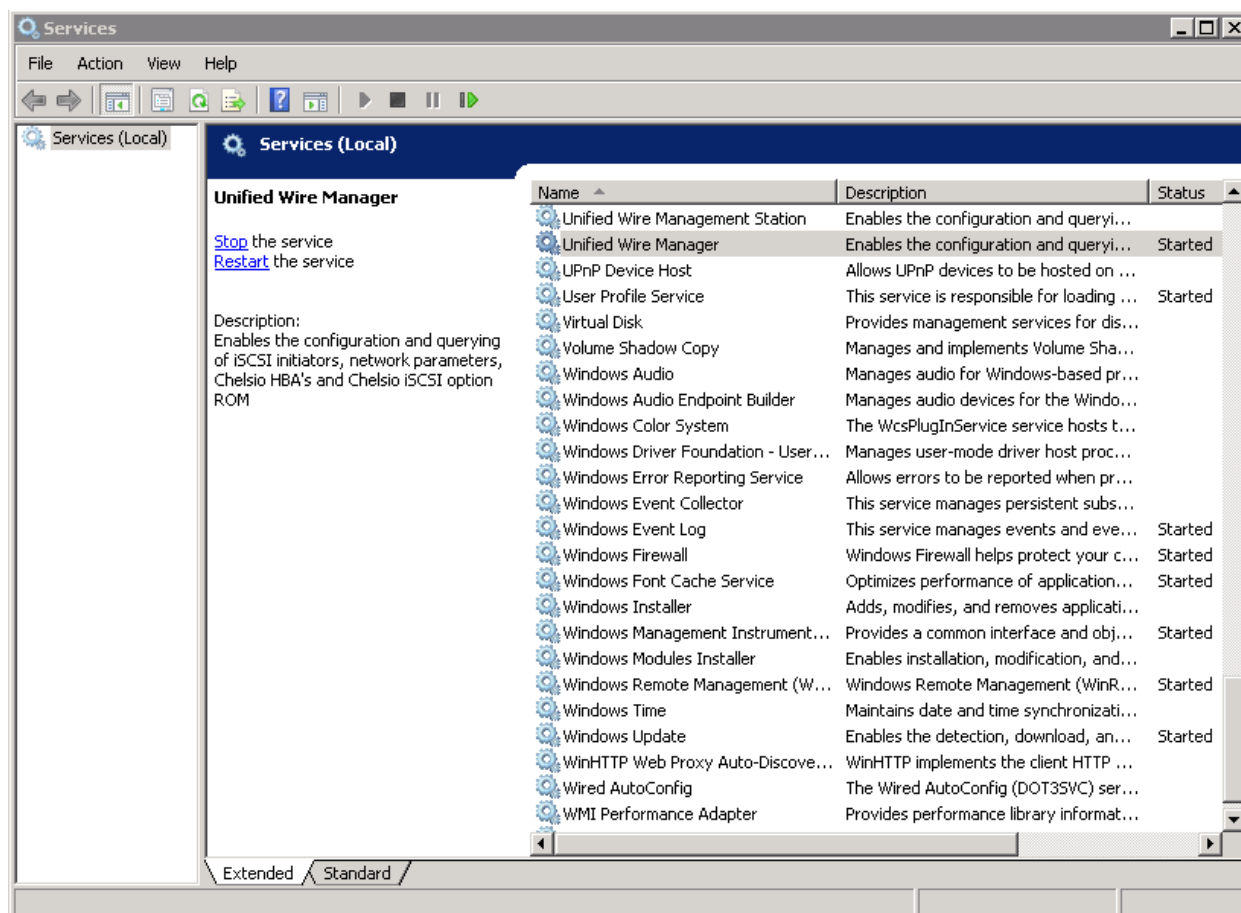 Services
File Action View Help
Services (Local)
Services (Local)
Unified Wire Manager
Stop the service
Restart the service
Description:
Enables the configuration and querying
of iSCSI initiators, network parameters,
Chelsio HBA's and Chelsio iSCSI option
ROM
Name Description Status
Unified Wire Management Station Enables the configuration and queryi...
Unified Wire Manager Enables the configuration and queryi... Started
UPnP Device Host Allows UPnP devices to be hosted on ...
User Profile Service This service is responsible for loading ... Started
Virtual Disk Provides management services for dis...
Volume Shadow Copy Manages and implements Volume Sha...
Windows Audio Manages audio for Windows-based pr...
Windows Audio Endpoint Builder Manages audio devices for the Windo...
Windows Color System The WcsPlugInService service hosts t...
Windows Driver Foundation - User... Manages user-mode driver host proc...
Windows Error Reporting Service Allows errors to be reported when pr...
Windows Event Collector This service manages persistent subs...
Windows Event Log This service manages events and eve... Started
Windows Firewall Windows Firewall helps protect your c... Started
Windows Font Cache Service Optimizes performance of application... Started
Windows Installer Adds, modifies, and removes applicati...
Windows Management Instrument... Provides a common interface and obj... Started
Windows Modules Installer Enables installation, modification, and...
Windows Remote Management (W... Windows Remote Management (WinR... Started
Windows Time Maintains date and time synchronizati...
Windows Update Enables the detection, download, an... Started
WinHTTP Web Proxy Auto-Discove... WinHTTP implements the client HTTP ...
Wired AutoConfig The Wired AutoConfig (DOT3SVC) ser...
WMI Performance Adapter Provides performance library informat...
Extended Standard